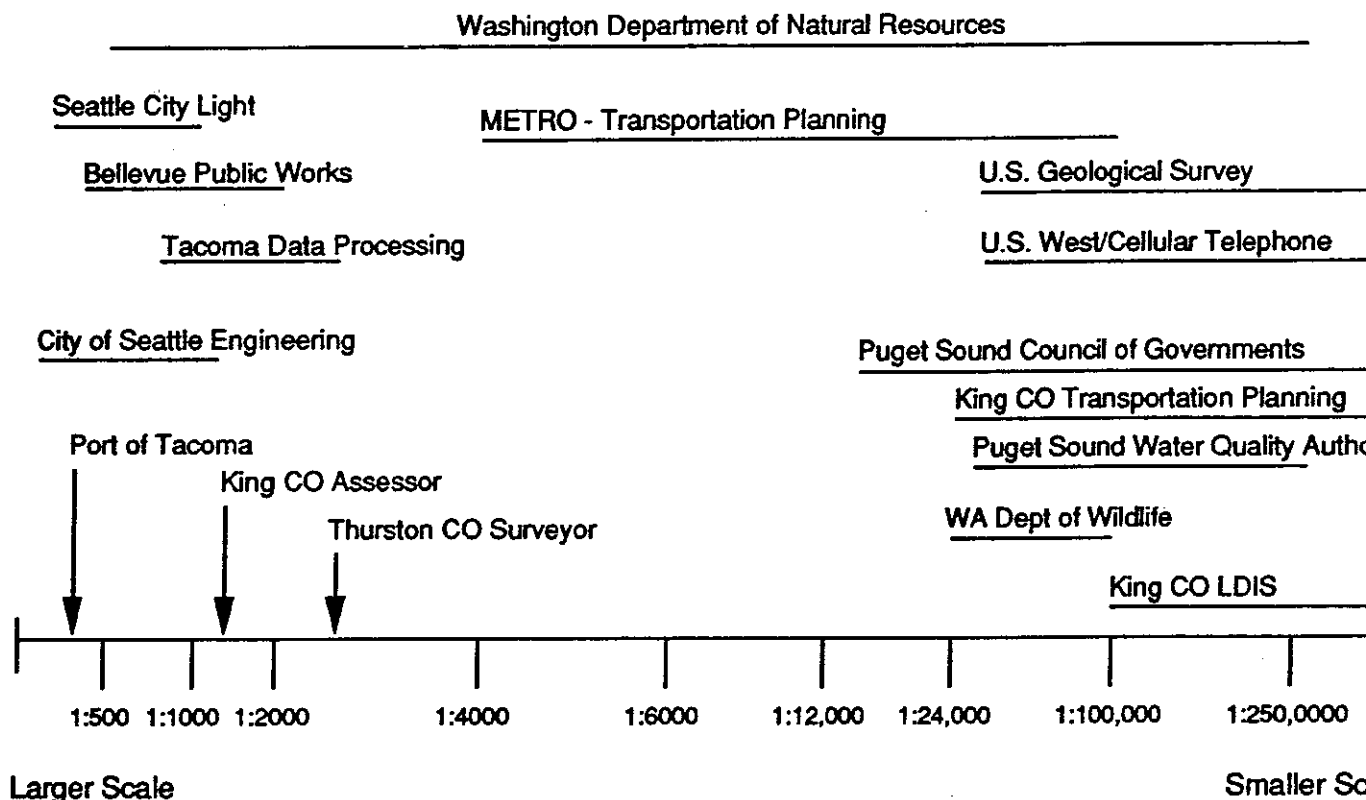 Washington Department of Natural Resources
Seattle City Light
METRO - Transportation Planning
Bellevue Public Works
U.S. Geological Survey
Tacoma Data Processing
U.S. West/Cellular Telephone
City of Seattle Engineering
Puget Sound Council of Governments
King CO Transportation Planning
Port of Tacoma
Puget Sound Water Quality Autho
King CO Assessor
Thurston CO Surveyor
WA Dept of Wildlife
King CO LDIS
1:500 1:1000 1:2000 1:4000 1:6000 1:12,000 1:24,000 1:100,000 1:250,0000
Larger Scale Smaller Sc